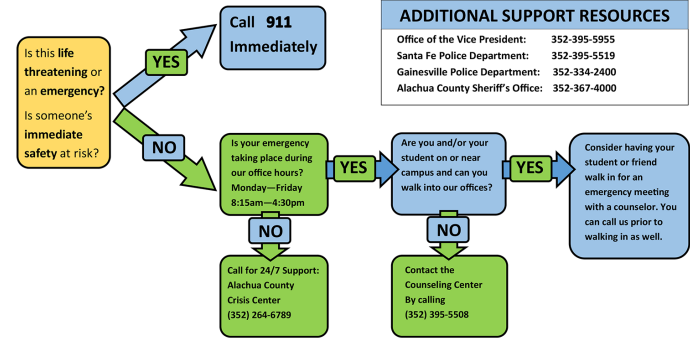 Is this life
threatening or
an emergency?
Is someone's
immediate
safety at risk?
YES
Call 911
Immediately
ADDITIONAL SUPPORT RESOURCES
Office of the Vice President: 352-395-5955
Santa Fe Police Department: 352-395-5519
Gainesville Police Department: 352-334-2400
Alachua County Sheriff's Office: 352-367-4000
NO
Is your emergency
taking place during
our office hours?
Monday—Friday
8:15am—4:30pm
YES
Are you and/or your
student on or near
campus and can you
walk into our offices?
YES
Consider having your
student or friend
walk in for an
emergency meeting
with a counselor. You
can call us prior to
walking in as well.
NO
Call for 24/7 Support:
Alachua County
Crisis Center
(352) 264-6789
NO
Contact the
Counseling Center
By calling
(352) 395-5508